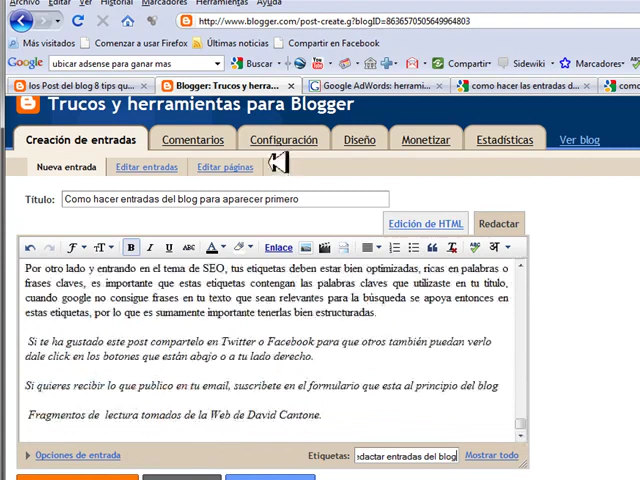 Archivo Editar Ver Historial Marcadores Herramientas Ayuda
http://www.blogger.com/post-create.g?blogID=8636570505649964803
Más visitados Comenzar a usar Firefox Últimas noticias Compartir en Facebook
Google ubicar adsense para ganar mas Buscar Sidewiki Compartir Marcadores
los Post del blog 8 tips qu... Blogger: Trucos y herra... Google AdWords: herrami... como hacer las entradas de... como
Trucos y herramientas para Blogger
Creación de entradas Comentarios Configuración Diseño Monetizar Estadísticas Ver blog
Nueva entrada Editar entradas Editar páginas
Título: Como hacer entradas del blog para aparecer primero
Edición de HTML Redactar
B I U ABC A Enlace
Por otro lado y entrando en el tema de SEO, tus etiquetas deben estar bien optimizadas, ricas en palabras o
frases claves, es importante que estas etiquetas contengan las palabras claves que utilizaste en tu titulo,
cuando google no consigue frases en tu texto que sean relevantes para la búsqueda se apoya entonces en
estas etiquetas, por lo que es sumamente importante tenerlas bien estructuradas.
Si te ha gustado este post compartelo en Twitter o Facebook para que otros también puedan verlo
dale click en los botones que están abajo o a tu lado derecho.
Si quieres recibir lo que publico en tu email, suscribete en el formulario que esta al principio del blog
Fragmentos de lectura tomados de la Web de David Cantone.
Opciones de entrada Etiquetas: edactar entradas del blog Mostrar todo